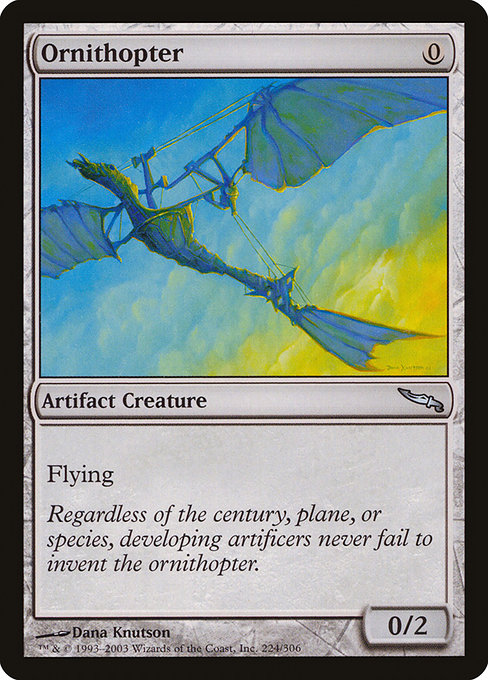 Ornithopter 0
Artifact Creature
Flying
Regardless of the century, plane, or
species, developing artificers never fail to
invent the ornithopter.
0/2
Dana Knutson
™ & © 1993–2003 Wizards of the Coast, Inc. 224/306